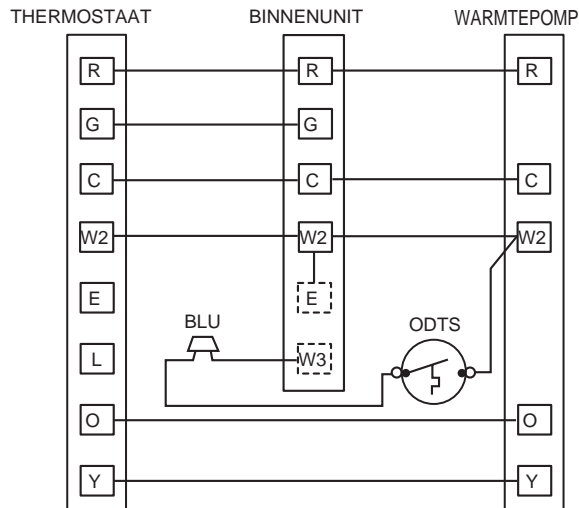 THERMOSTAAT BINNENUNIT WARMTEPOMP
R R R
G G
C C C
W2 W2 W2
E E
BLU ODTS
L W3
O O
Y Y